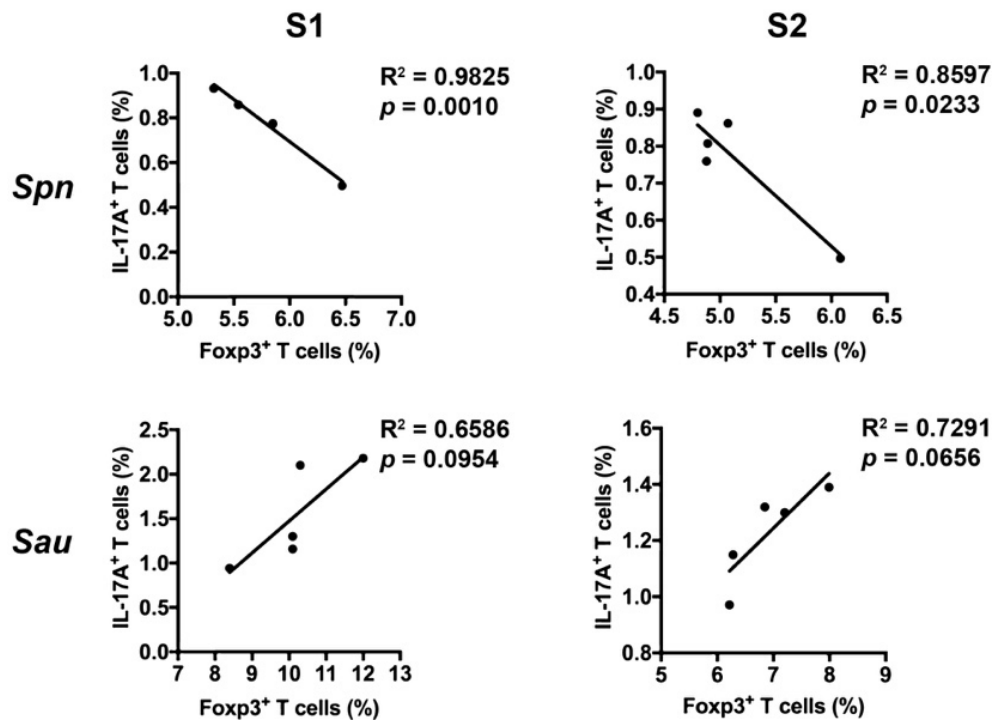 S1
S2
Spn
Sau
R² = 0.9825
p = 0.0010
IL-17A⁺ T cells (%)
1.0
0.8
0.6
0.4
0.2
0.0
5.0 5.5 6.0 6.5 7.0
Foxp3⁺ T cells (%)
R² = 0.8597
p = 0.0233
IL-17A⁺ T cells (%)
1.0
0.9
0.8
0.7
0.6
0.5
0.4
4.5 5.0 5.5 6.0 6.5
Foxp3⁺ T cells (%)
R² = 0.6586
p = 0.0954
IL-17A⁺ T cells (%)
2.5
2.0
1.5
1.0
0.5
0.0
7 8 9 10 11 12 13
Foxp3⁺ T cells (%)
R² = 0.7291
p = 0.0656
IL-17A⁺ T cells (%)
1.6
1.4
1.2
1.0
0.8
5 6 7 8 9
Foxp3⁺ T cells (%)